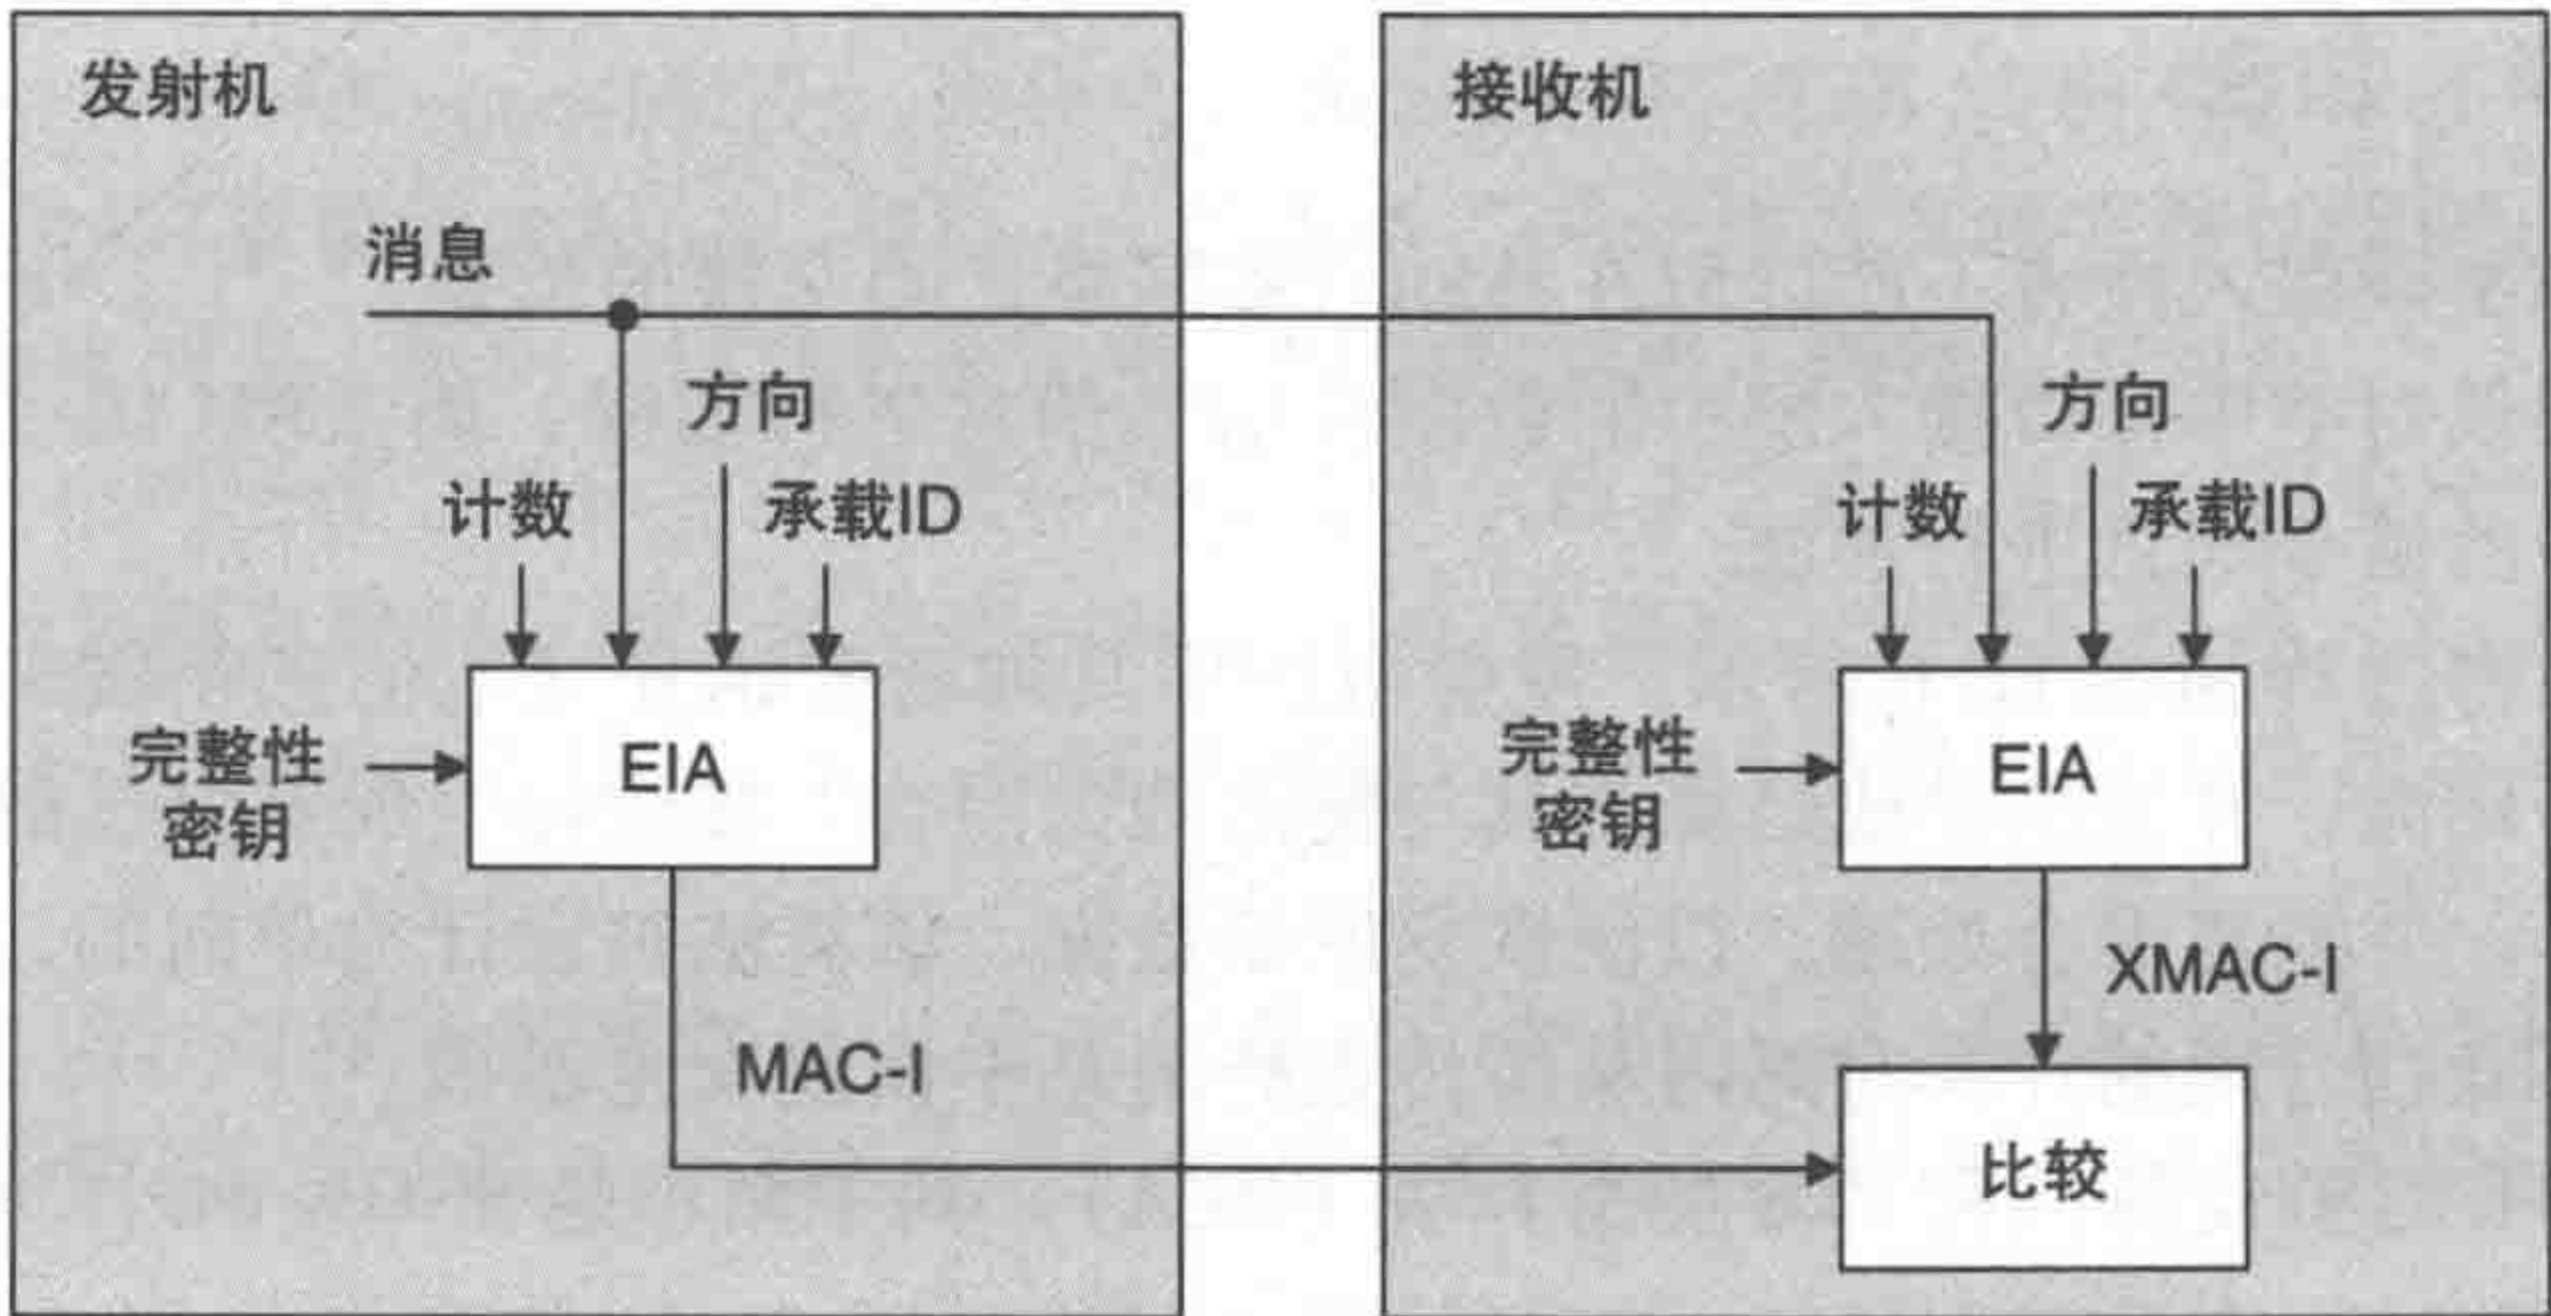 发射机
消息
方向
计数
承载ID
完整性
密钥
EIA
MAC-I
接收机
方向
计数
承载ID
完整性
密钥
EIA
XMAC-I
比较